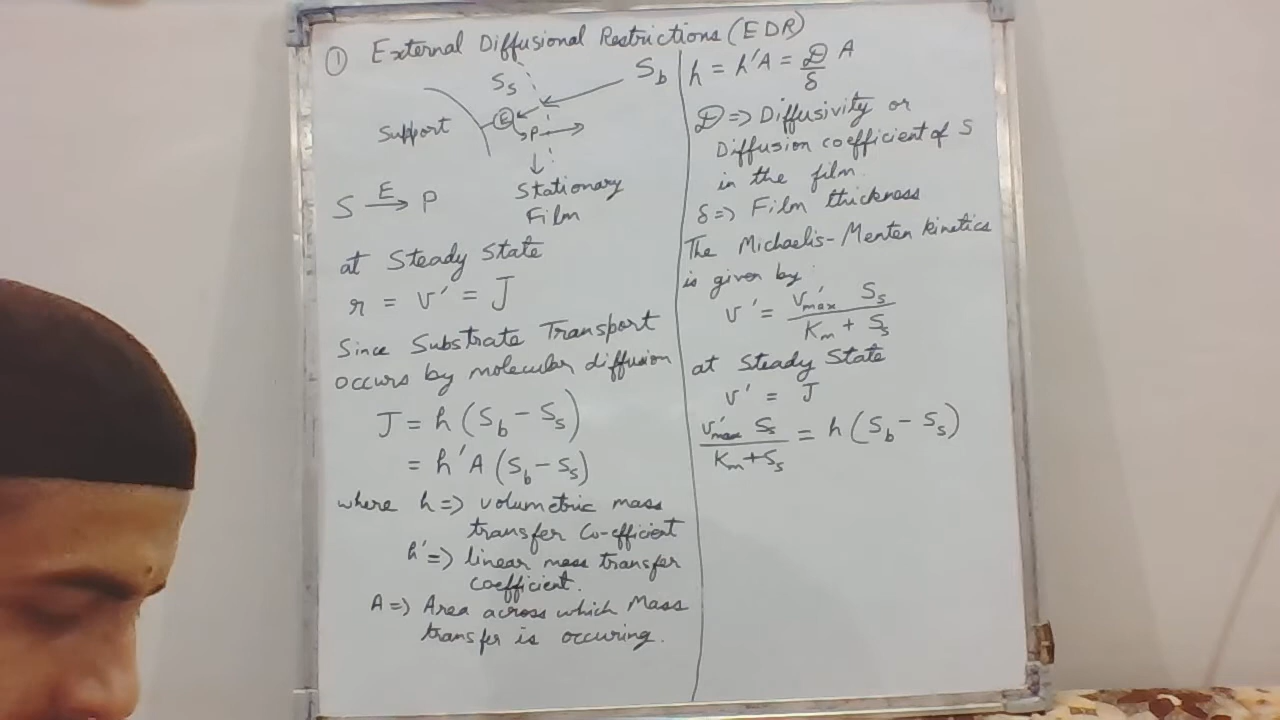 ① External Diffusional Restrictions (EDR)
Ss
Sb
Support
E
P
Stationary
Film
S E→ P
at Steady State
r = v' = J
Since Substrate Transport
occurs by molecular diffusion
J = h (Sb – Ss)
= h'A (Sb – Ss)
where h => volumetric mass
transfer Co-efficient
h' => linear mass transfer
coefficient.
A => Area across which Mass
transfer is occuring.
h = h'A = D/δ A
D => Diffusivity or
Diffusion coefficient of S
in the film.
δ => Film thickness
The Michaelis-Menten kinetics
is given by:
v' = v'max Ss / Km + Ss
at Steady State
v' = J
v'max Ss / Km + Ss = h (Sb – Ss)